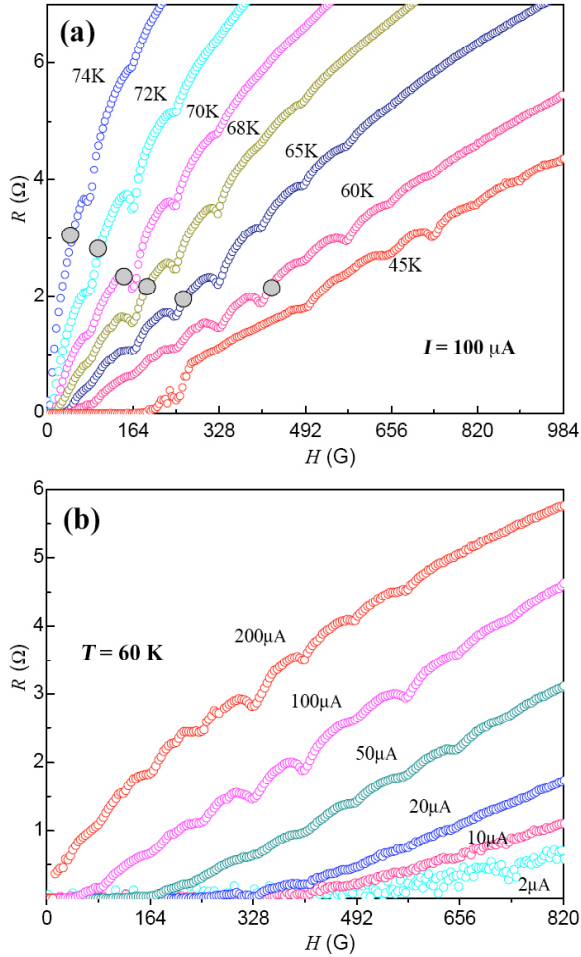 (a)
6
4
2
0
R (Ω)
74K
72K
70K
68K
65K
60K
45K
I = 100 µA
0 164 328 492 656 820 984
H (G)
(b)
6
5
4
3
2
1
R (Ω)
T = 60 K
200µA
100µA
50µA
20µA
10µA
2µA
0 164 328 492 656 820
H (G)